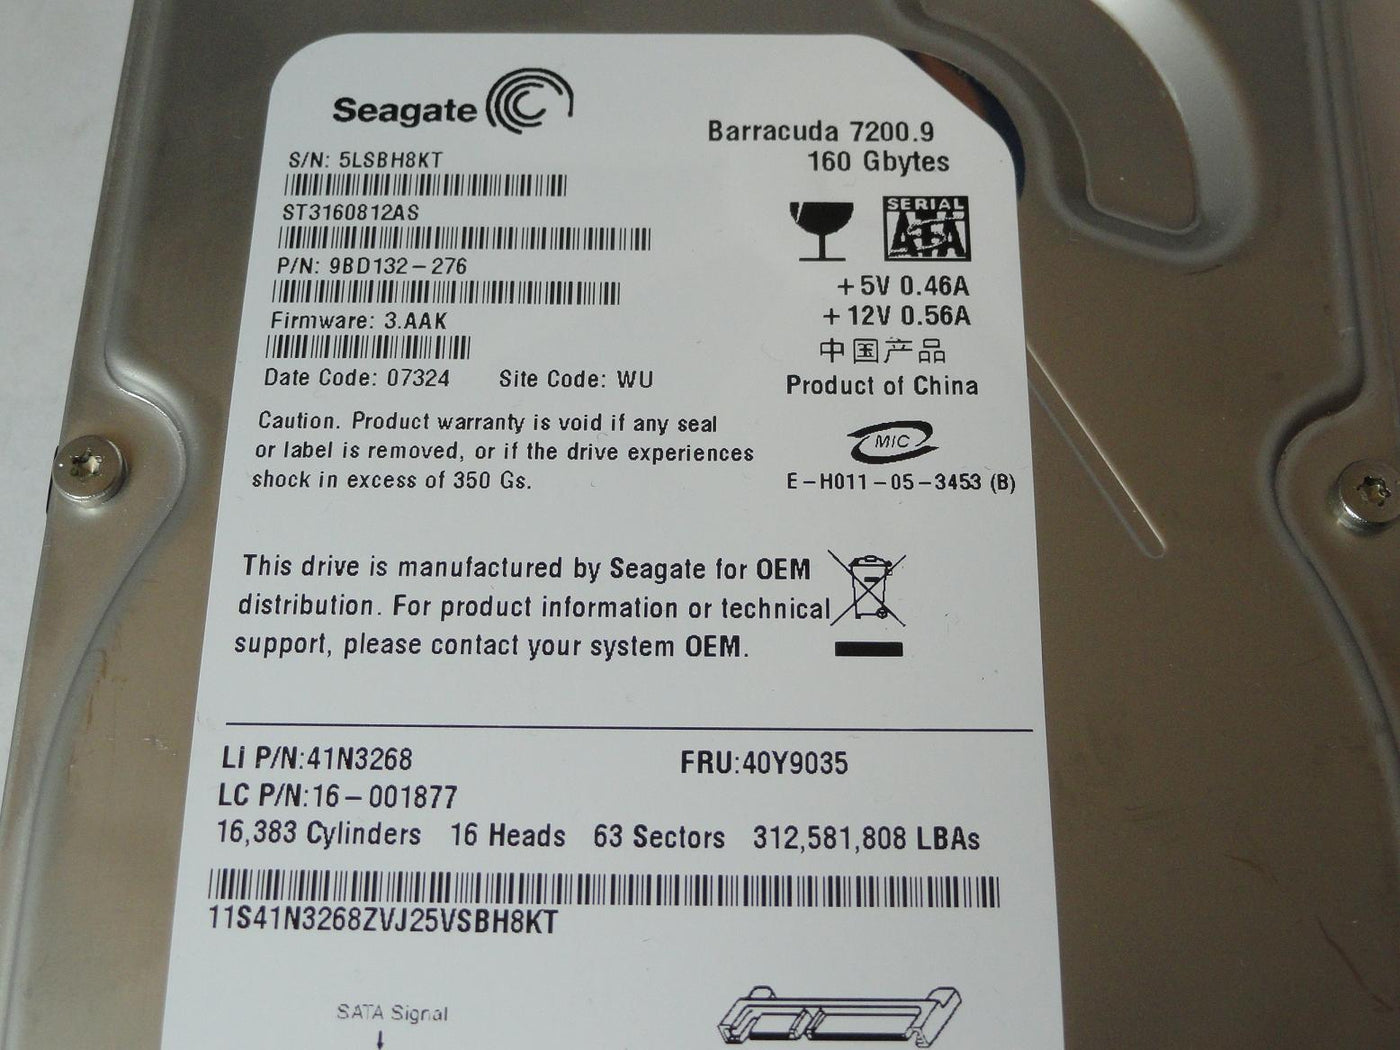 Seagate
Barracuda 7200.9
160 Gbytes
S/N: 5LSBH8KT
ST3160812AS
P/N: 9BD132-276
Firmware: 3.AAK
Date Code: 07324 Site Code: WU
SERIAL
ATA
+5V 0.46A
+12V 0.56A
中国产品
Product of China
Caution. Product warranty is void if any seal
or label is removed, or if the drive experiences
shock in excess of 350 Gs.
MIC
E-H011-05-3453 (B)
This drive is manufactured by Seagate for OEM
distribution. For product information or technical
support, please contact your system OEM.
Li P/N:41N3268 FRU:40Y9035
LC P/N:16-001877
16,383 Cylinders 16 Heads 63 Sectors 312,581,808 LBAs
11S41N3268ZVJ25VSBH8KT
SATA Signal